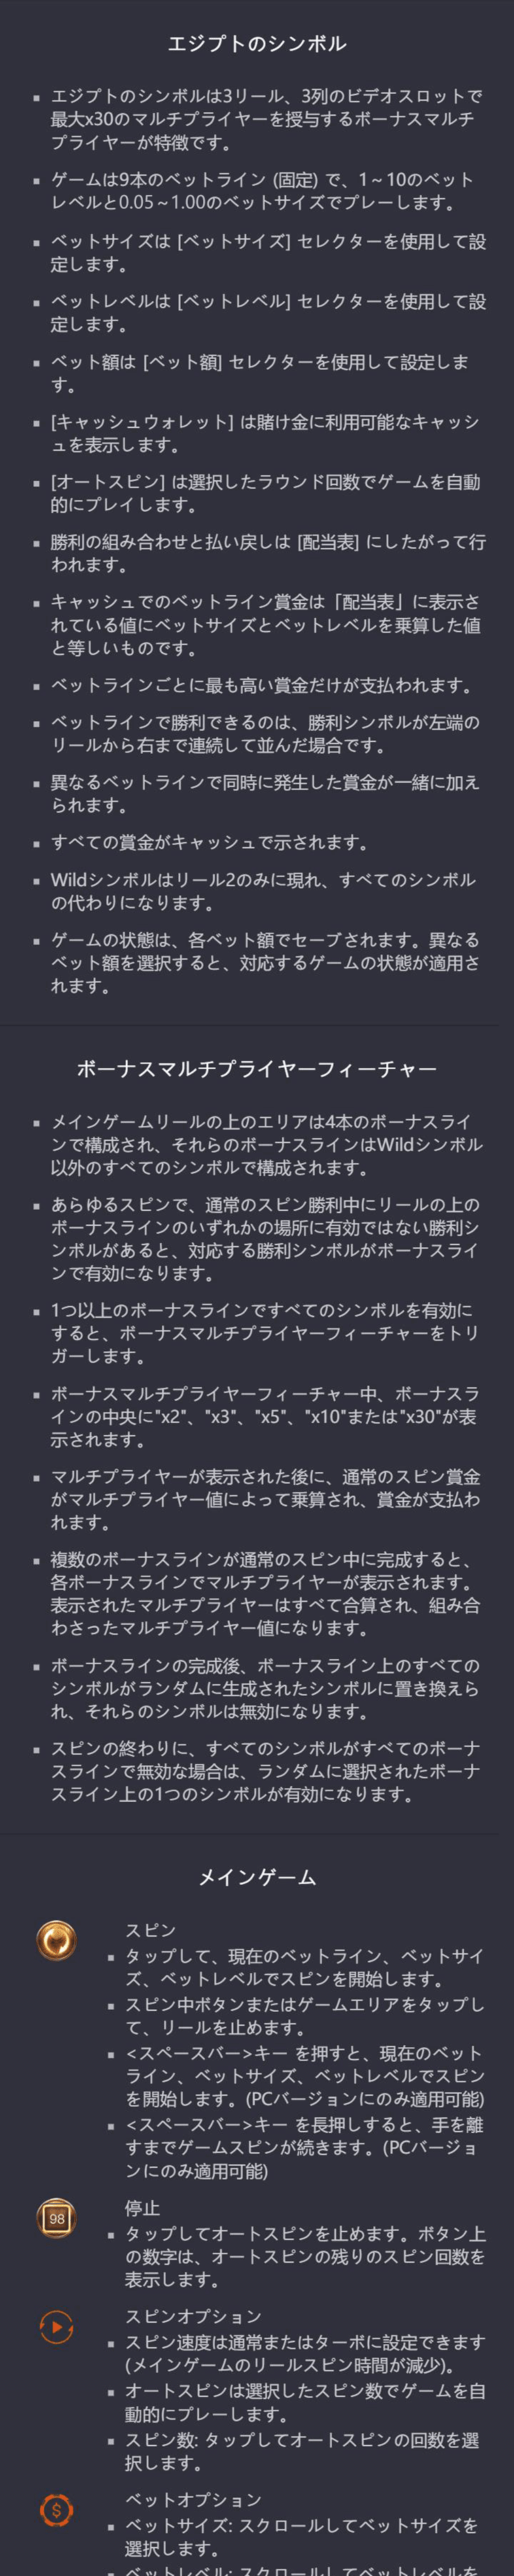 エジプトのシンボル
▪ エジプトのシンボルは3リール、3列のビデオスロットで
最大x30のマルチプライヤーを授与するボーナスマルチ
プライヤーが特徴です。
▪ ゲームは9本のベットライン (固定) で、1～10のベット
レベルと0.05～1.00のベットサイズでプレーします。
▪ ベットサイズは [ベットサイズ] セレクターを使用して設
定します。
▪ ベットレベルは [ベットレベル] セレクターを使用して設
定します。
▪ ベット額は [ベット額] セレクターを使用して設定しま
す。
▪ [キャッシュウォレット] は賭け金に利用可能なキャッシ
ュを表示します。
▪ [オートスピン] は選択したラウンド回数でゲームを自動
的にプレイします。
▪ 勝利の組み合わせと払い戻しは [配当表] にしたがって行
われます。
▪ キャッシュでのベットライン賞金は「配当表」に表示さ
れている値にベットサイズとベットレベルを乗算した値
と等しいものです。
▪ ベットラインごとに最も高い賞金だけが支払われます。
▪ ベットラインで勝利できるのは、勝利シンボルが左端の
リールから右まで連続して並んだ場合です。
▪ 異なるベットラインで同時に発生した賞金が一緒に加え
られます。
▪ すべての賞金がキャッシュで示されます。
▪ Wildシンボルはリール2のみに現れ、すべてのシンボル
の代わりになります。
▪ ゲームの状態は、各ベット額でセーブされます。異なる
ベット額を選択すると、対応するゲームの状態が適用さ
れます。
ボーナスマルチプライヤーフィーチャー
▪ メインゲームリールの上のエリアは4本のボーナスライ
ンで構成され、それらのボーナスラインはWildシンボル
以外のすべてのシンボルで構成されます。
▪ あらゆるスピンで、通常のスピン勝利中にリールの上の
ボーナスラインのいずれかの場所に有効ではない勝利シ
ンボルがあると、対応する勝利シンボルがボーナスライ
ンで有効になります。
▪ 1つ以上のボーナスラインですべてのシンボルを有効に
すると、ボーナスマルチプライヤーフィーチャーをトリ
ガーします。
▪ ボーナスマルチプライヤーフィーチャー中、ボーナスラ
インの中央に"x2"、"x3"、"x5"、"x10"または"x30"が表
示されます。
▪ マルチプライヤーが表示された後に、通常のスピン賞金
がマルチプライヤー値によって乗算され、賞金が支払わ
れます。
▪ 複数のボーナスラインが通常のスピン中に完成すると、
各ボーナスラインでマルチプライヤーが表示されます。
表示されたマルチプライヤーはすべて合算され、組み合
わさったマルチプライヤー値になります。
▪ ボーナスラインの完成後、ボーナスライン上のすべての
シンボルがランダムに生成されたシンボルに置き換えら
れ、それらのシンボルは無効になります。
▪ スピンの終わりに、すべてのシンボルがすべてのボーナ
スラインで無効な場合は、ランダムに選択されたボーナ
スライン上の1つのシンボルが有効になります。
メインゲーム
スピン
▪ タップして、現在のベットライン、ベットサイ
ズ、ベットレベルでスピンを開始します。
▪ スピン中ボタンまたはゲームエリアをタップし
て、リールを止めます。
▪ <スペースバー>キー を押すと、現在のベット
ライン、ベットサイズ、ベットレベルでスピン
を開始します。(PCバージョンにのみ適用可能)
▪ <スペースバー>キー を長押しすると、手を離
すまでゲームスピンが続きます。(PCバージョ
ンにのみ適用可能)
98
停止
▪ タップしてオートスピンを止めます。ボタン上
の数字は、オートスピンの残りのスピン回数を
表示します。
スピンオプション
▪ スピン速度は通常またはターボに設定できます
(メインゲームのリールスピン時間が減少)。
▪ オートスピンは選択したスピン数でゲームを自
動的にプレーします。
▪ スピン数: タップしてオートスピンの回数を選
択します。
$
ベットオプション
▪ ベットサイズ: スクロールしてベットサイズを
選択します。
▪ ベットレベル: スクロールしてベットレベルを